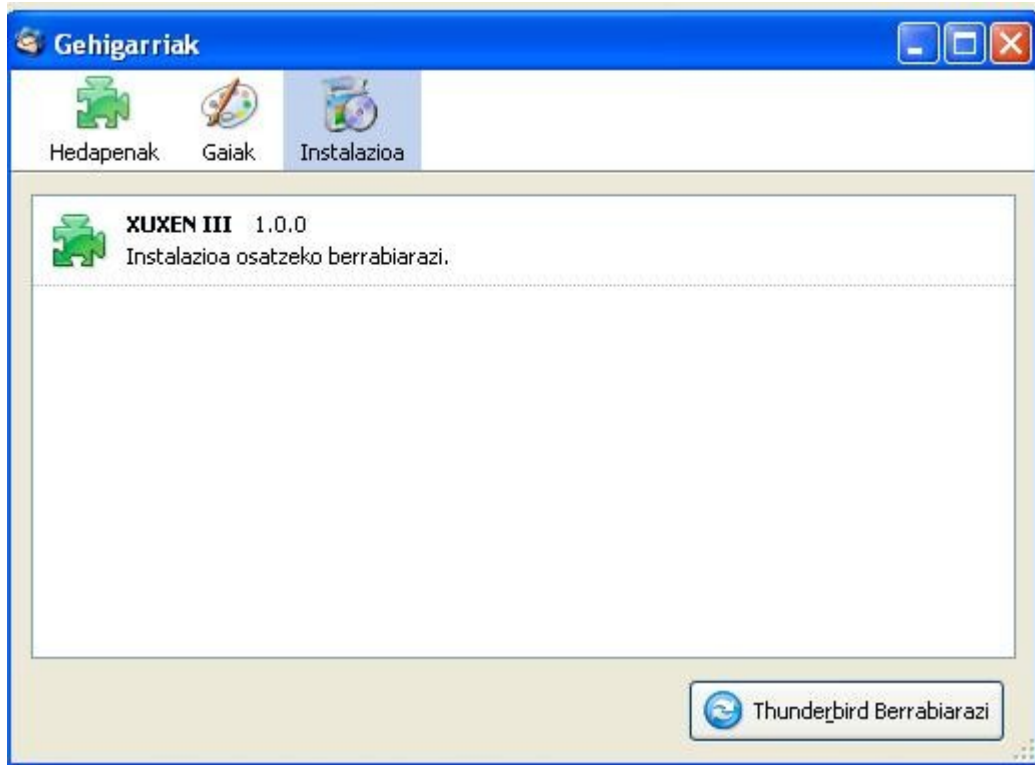 Gehigarriak
Hedapenak Gaiak Instalazioa
XUXEN III 1.0.0
Instalazioa osatzeko berrabiarazi.
Thunderbird Berrabiarazi